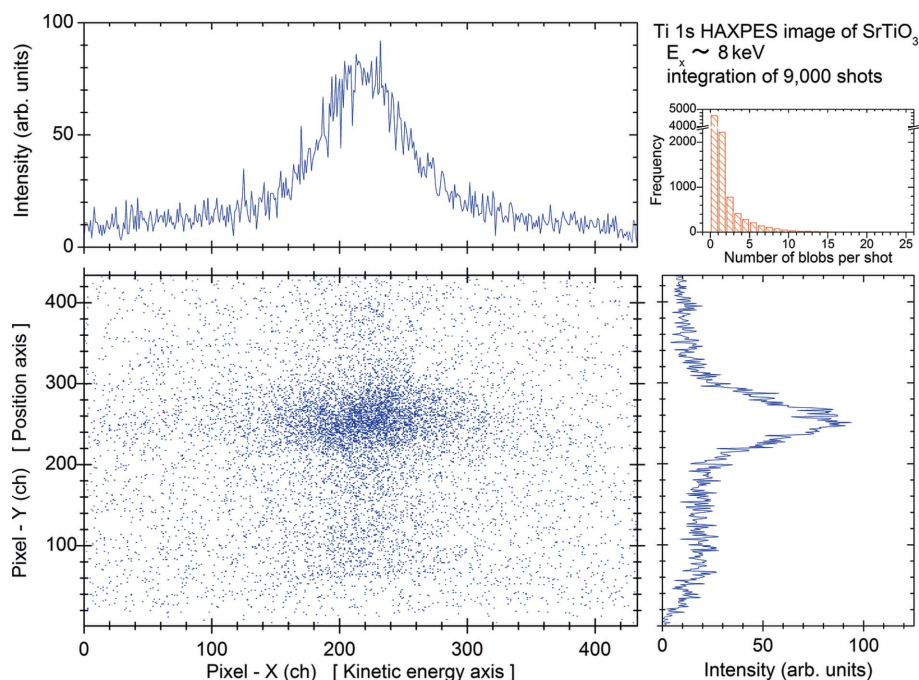 Ti 1s HAXPES image of SrTiO₃
Eₓ ~ 8 keV
integration of 9,000 shots
Intensity (arb. units)
100
50
0
Frequency
5000
4000
2000
1000
0
0 5 10 15 20 25
Number of blobs per shot
Pixel - Y (ch) [ Position axis ]
400
300
200
100
0
0 100 200 300 400
Pixel - X (ch) [ Kinetic energy axis ]
0 50 100
Intensity (arb. units)